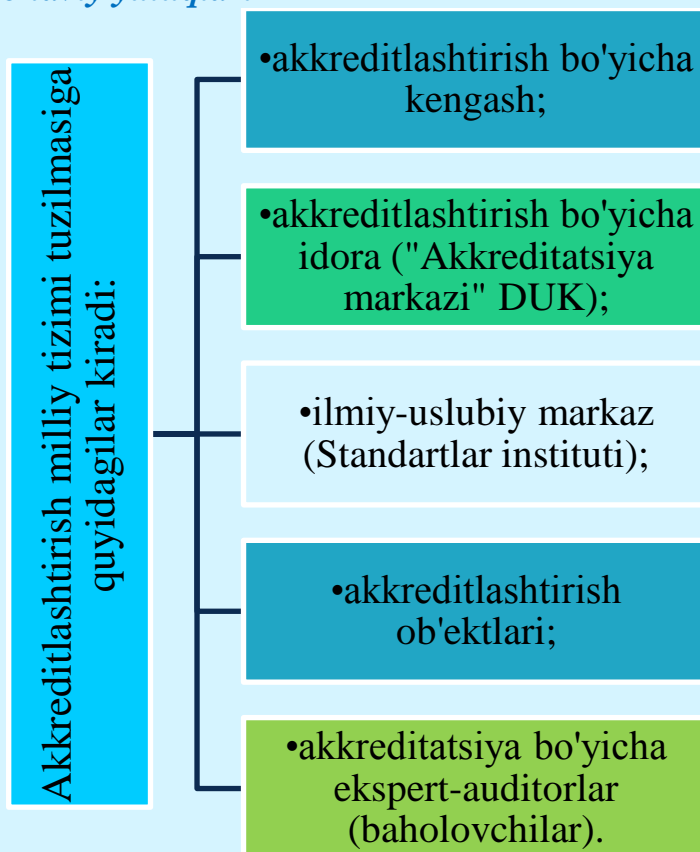 Akkreditlashtirish milliy tizimi tuzilmasiga
quyidagilar kiradi:
•akkreditlashtirish bo'yicha
kengash;
•akkreditlashtirish bo'yicha
idora ("Akkreditatsiya
markazi" DUK);
•ilmiy-uslubiy markaz
(Standartlar instituti);
•akkreditlashtirish
ob'ektlari;
•akkreditatsiya bo'yicha
ekspert-auditorlar
(baholovchilar).